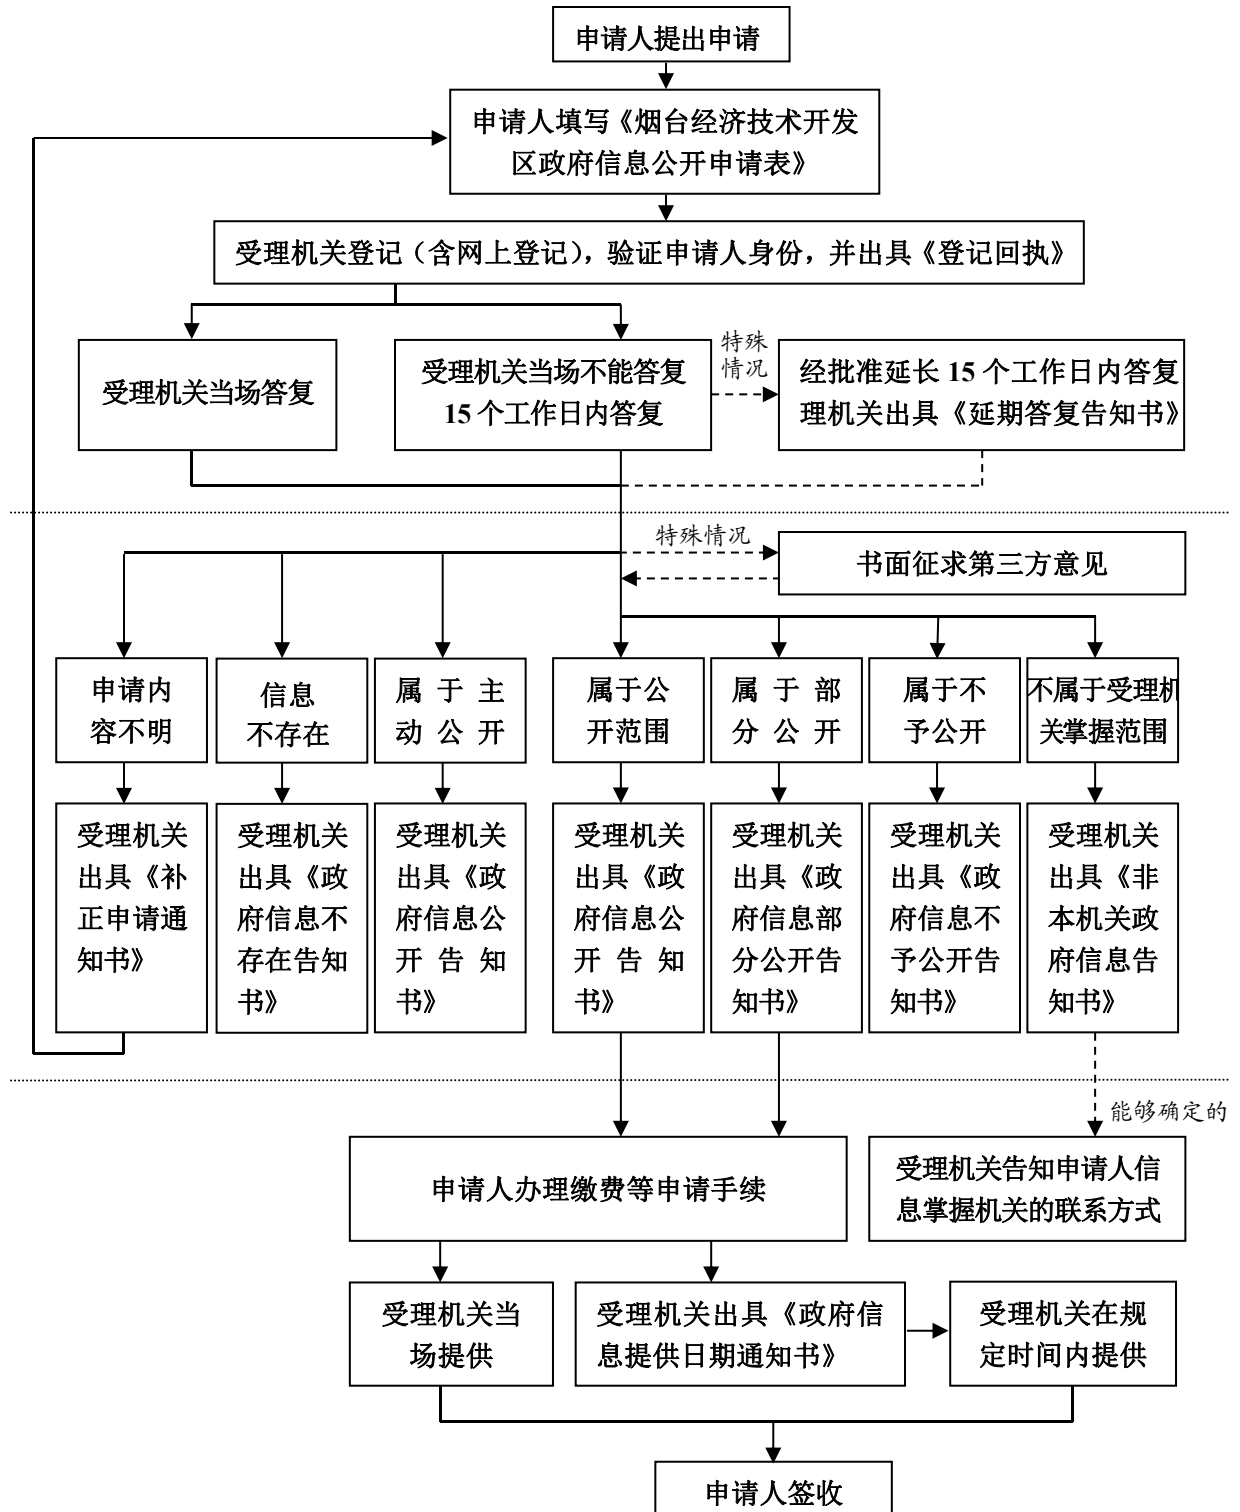 申请人提出申请
申请人填写《烟台经济技术开发
区政府信息公开申请表》
受理机关登记（含网上登记），验证申请人身份，并出具《登记回执》
受理机关当场答复
受理机关当场不能答复
15 个工作日内答复
特殊
情况
经批准延长 15 个工作日内答复
理机关出具《延期答复告知书》
特殊情况
书面征求第三方意见
申请内
容不明
信息
不存在
属于主
动公开
属于公
开范围
属于部
分公开
属于不
予公开
不属于受理机
关掌握范围
受理机关
出具《补
正申请通
知书》
受理机关
出具《政
府信息不
存在告知
书》
受理机关
出具《政
府信息公
开告知
书》
受理机关
出具《政
府信息公
开告知
书》
受理机关
出具《政
府信息部
分公开告
知书》
受理机关
出具《政
府信息不
予公开告
知书》
受理机关
出具《非
本机关政
府信息告
知书》
能够确定的
申请人办理缴费等申请手续
受理机关告知申请人信
息掌握机关的联系方式
受理机关当
场提供
受理机关出具《政府信
息提供日期通知书》
受理机关在规
定时间内提供
申请人签收